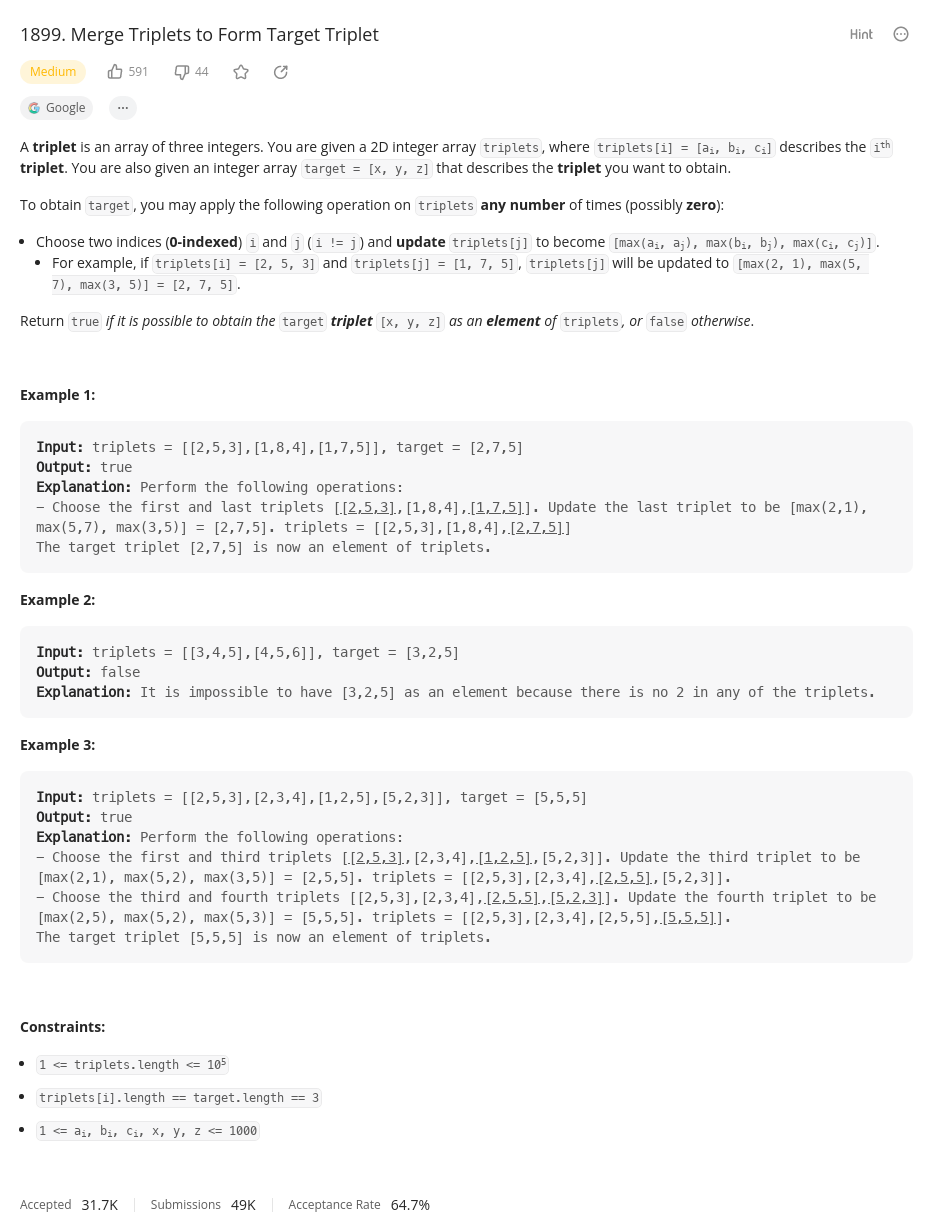 1899. Merge Triplets to Form Target Triplet
Hint
Medium
591
44
Google
A triplet is an array of three integers. You are given a 2D integer array triplets, where triplets[i] = [ai, bi, ci] describes the ith
triplet. You are also given an integer array target = [x, y, z] that describes the triplet you want to obtain.
To obtain target, you may apply the following operation on triplets any number of times (possibly zero):
• Choose two indices (0-indexed) i and j (i != j) and update triplets[j] to become [max(ai, aj), max(bi, bj), max(ci, cj)].
• For example, if triplets[i] = [2, 5, 3] and triplets[j] = [1, 7, 5], triplets[j] will be updated to [max(2, 1), max(5,
7), max(3, 5)] = [2, 7, 5].
Return true if it is possible to obtain the target triplet [x, y, z] as an element of triplets, or false otherwise.
Example 1:
Input: triplets = [[2,5,3],[1,8,4],[1,7,5]], target = [2,7,5]
Output: true
Explanation: Perform the following operations:
– Choose the first and last triplets [[2,5,3],[1,8,4],[1,7,5]]. Update the last triplet to be [max(2,1),
max(5,7), max(3,5)] = [2,7,5]. triplets = [[2,5,3],[1,8,4],[2,7,5]]
The target triplet [2,7,5] is now an element of triplets.
Example 2:
Input: triplets = [[3,4,5],[4,5,6]], target = [3,2,5]
Output: false
Explanation: It is impossible to have [3,2,5] as an element because there is no 2 in any of the triplets.
Example 3:
Input: triplets = [[2,5,3],[2,3,4],[1,2,5],[5,2,3]], target = [5,5,5]
Output: true
Explanation: Perform the following operations:
– Choose the first and third triplets [[2,5,3],[2,3,4],[1,2,5],[5,2,3]]. Update the third triplet to be
[max(2,1), max(5,2), max(3,5)] = [2,5,5]. triplets = [[2,5,3],[2,3,4],[2,5,5],[5,2,3]].
– Choose the third and fourth triplets [[2,5,3],[2,3,4],[2,5,5],[5,2,3]]. Update the fourth triplet to be
[max(2,5), max(5,2), max(5,3)] = [5,5,5]. triplets = [[2,5,3],[2,3,4],[2,5,5],[5,5,5]].
The target triplet [5,5,5] is now an element of triplets.
Constraints:
• 1 <= triplets.length <= 10⁵
• triplets[i].length == target.length == 3
• 1 <= ai, bi, ci, x, y, z <= 1000
Accepted 31.7K Submissions 49K Acceptance Rate 64.7%